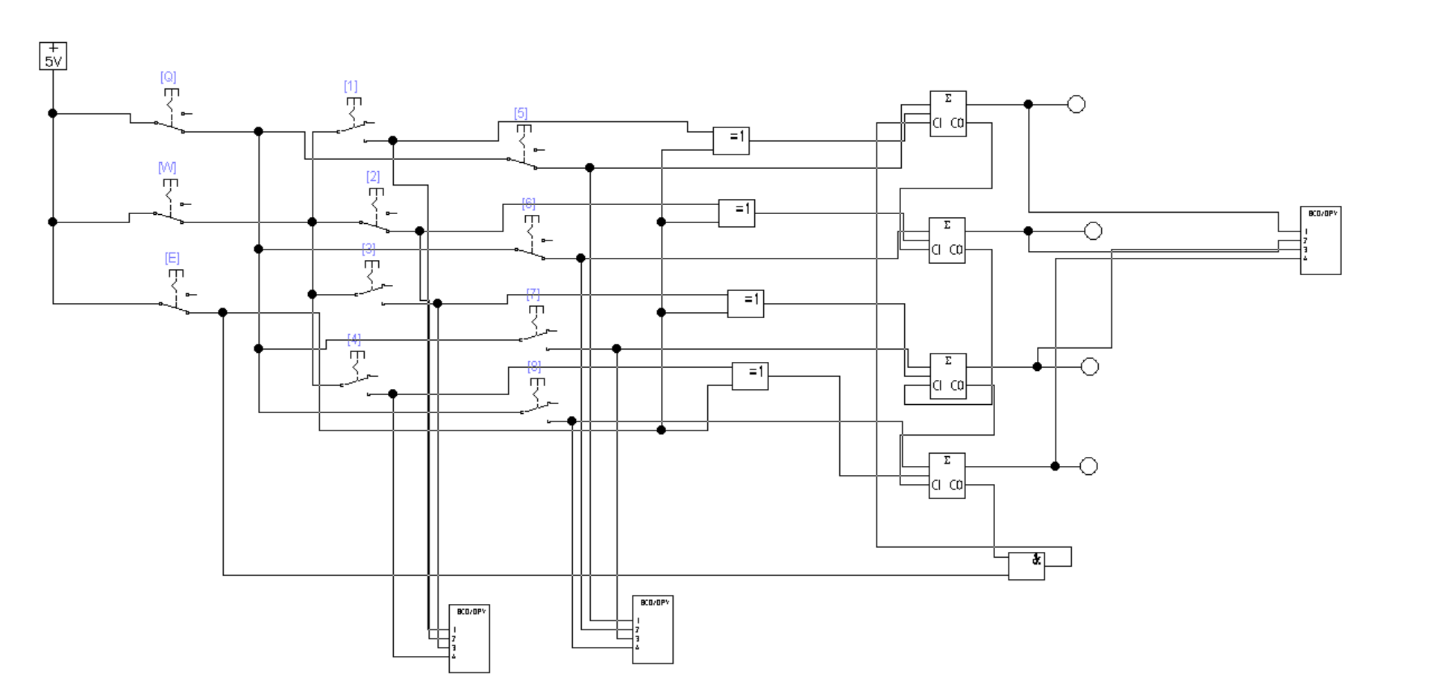 +
5V
[Q]
[1]
[5]
=1
Σ
CI CO
[W]
[2]
[6]
=1
Σ
CI CO
BCD/DPY
1
2
3
4
[E]
[3]
[7]
=1
[4]
[8]
=1
Σ
CI CO
Σ
CI CO
&
BCD/DPY
1
2
3
4
BCD/DPY
1
2
3
4